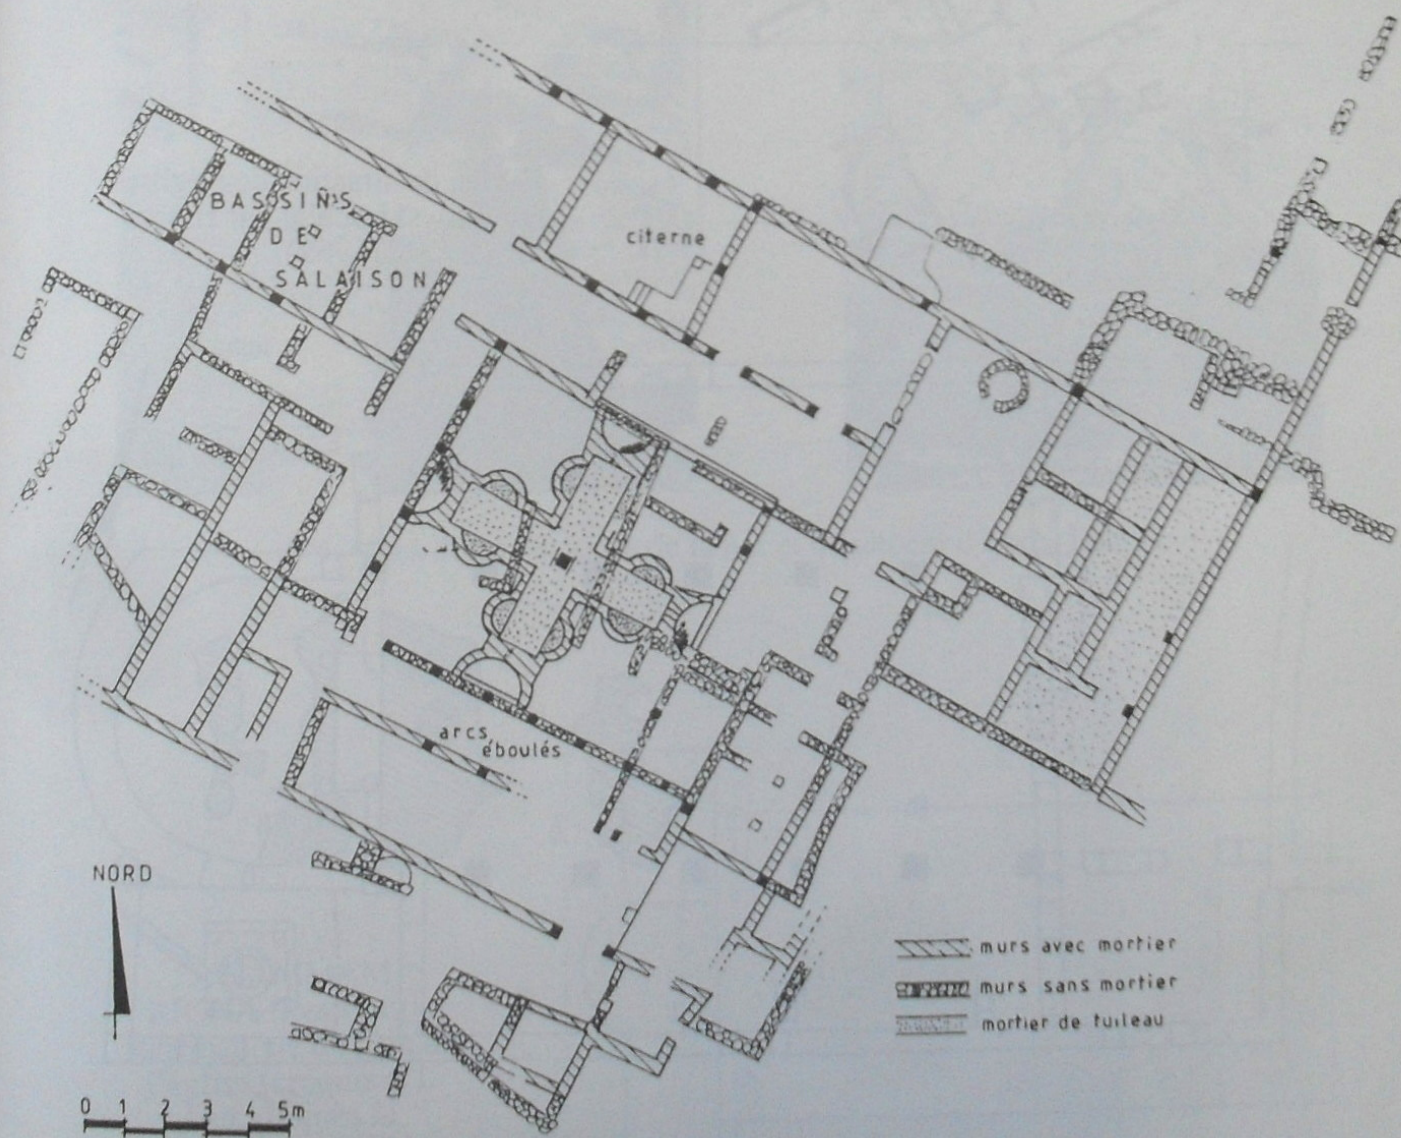 BASSINS
DE
SALAISON
citerne
arcs
éboulés
NORD
murs avec mortier
murs sans mortier
mortier de tuileau
0 1 2 3 4 5m